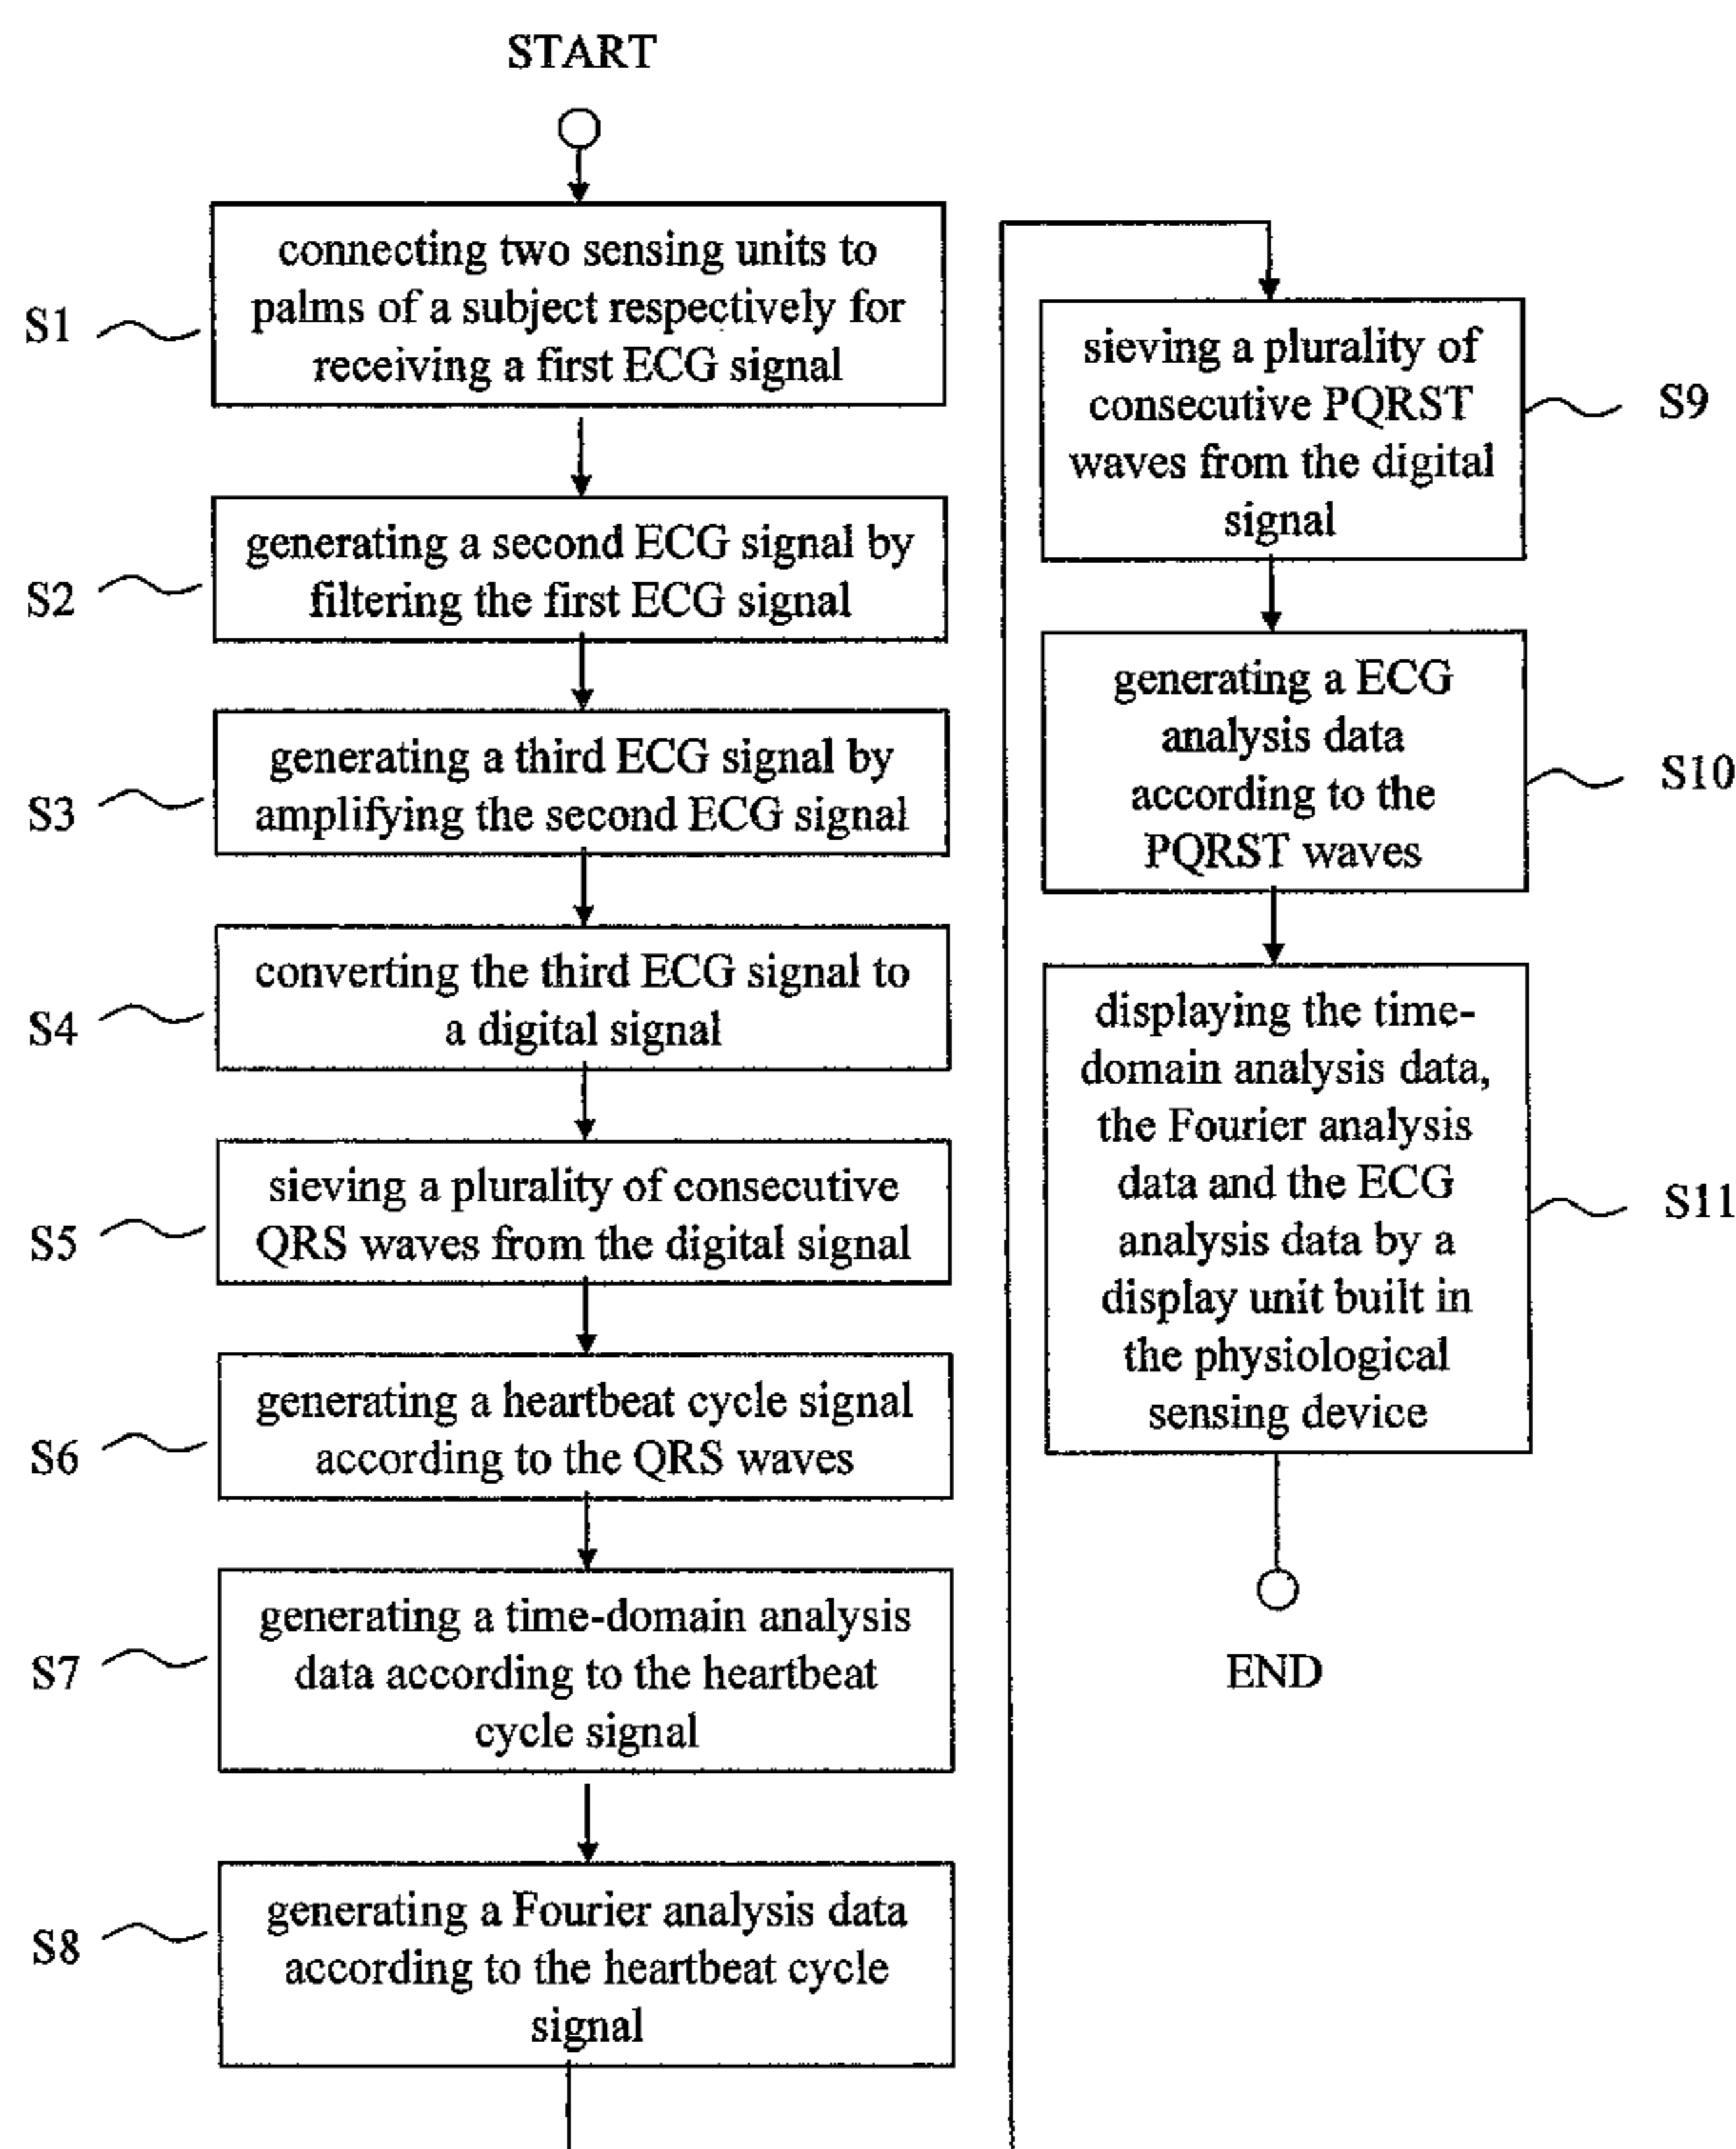 START
S1
connecting two sensing units to
palms of a subject respectively for
receiving a first ECG signal
S2
generating a second ECG signal by
filtering the first ECG signal
S3
generating a third ECG signal by
amplifying the second ECG signal
S4
converting the third ECG signal to
a digital signal
S5
sieving a plurality of consecutive
QRS waves from the digital signal
S6
generating a heartbeat cycle signal
according to the QRS waves
S7
generating a time-domain analysis
data according to the heartbeat
cycle signal
S8
generating a Fourier analysis data
according to the heartbeat cycle
signal
sieving a plurality of
consecutive PQRST
waves from the digital
signal
S9
generating a ECG
analysis data
according to the
PQRST waves
S10
displaying the time-
domain analysis data,
the Fourier analysis
data and the ECG
analysis data by a
display unit built in
the physiological
sensing device
S11
END